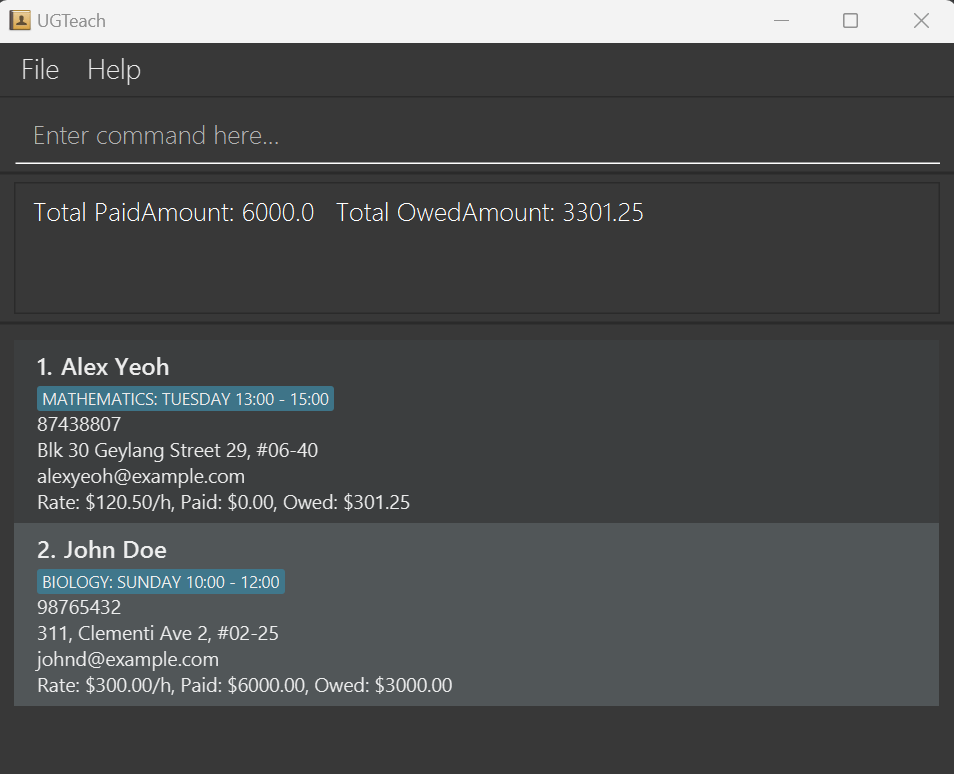 UGTeach
File Help
Enter command here...
Total PaidAmount: 6000.0 Total OwedAmount: 3301.25
1. Alex Yeoh
MATHEMATICS: TUESDAY 13:00 - 15:00
87438807
Blk 30 Geylang Street 29, #06-40
alexyeoh@example.com
Rate: $120.50/h, Paid: $0.00, Owed: $301.25
2. John Doe
BIOLOGY: SUNDAY 10:00 - 12:00
98765432
311, Clementi Ave 2, #02-25
johnd@example.com
Rate: $300.00/h, Paid: $6000.00, Owed: $3000.00